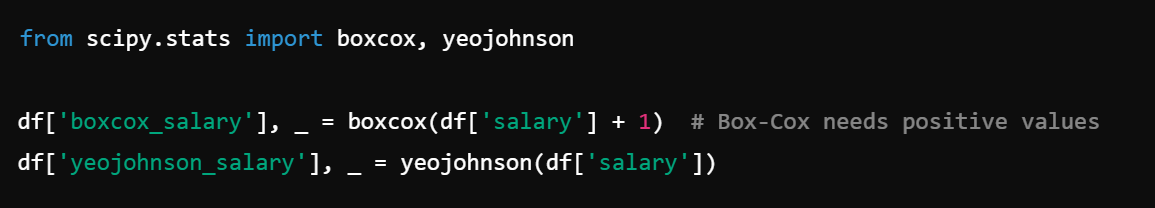 from scipy.stats import boxcox, yeojohnson
df['boxcox_salary'], _ = boxcox(df['salary'] + 1)  # Box-Cox needs positive values
df['yeojohnson_salary'], _ = yeojohnson(df['salary'])